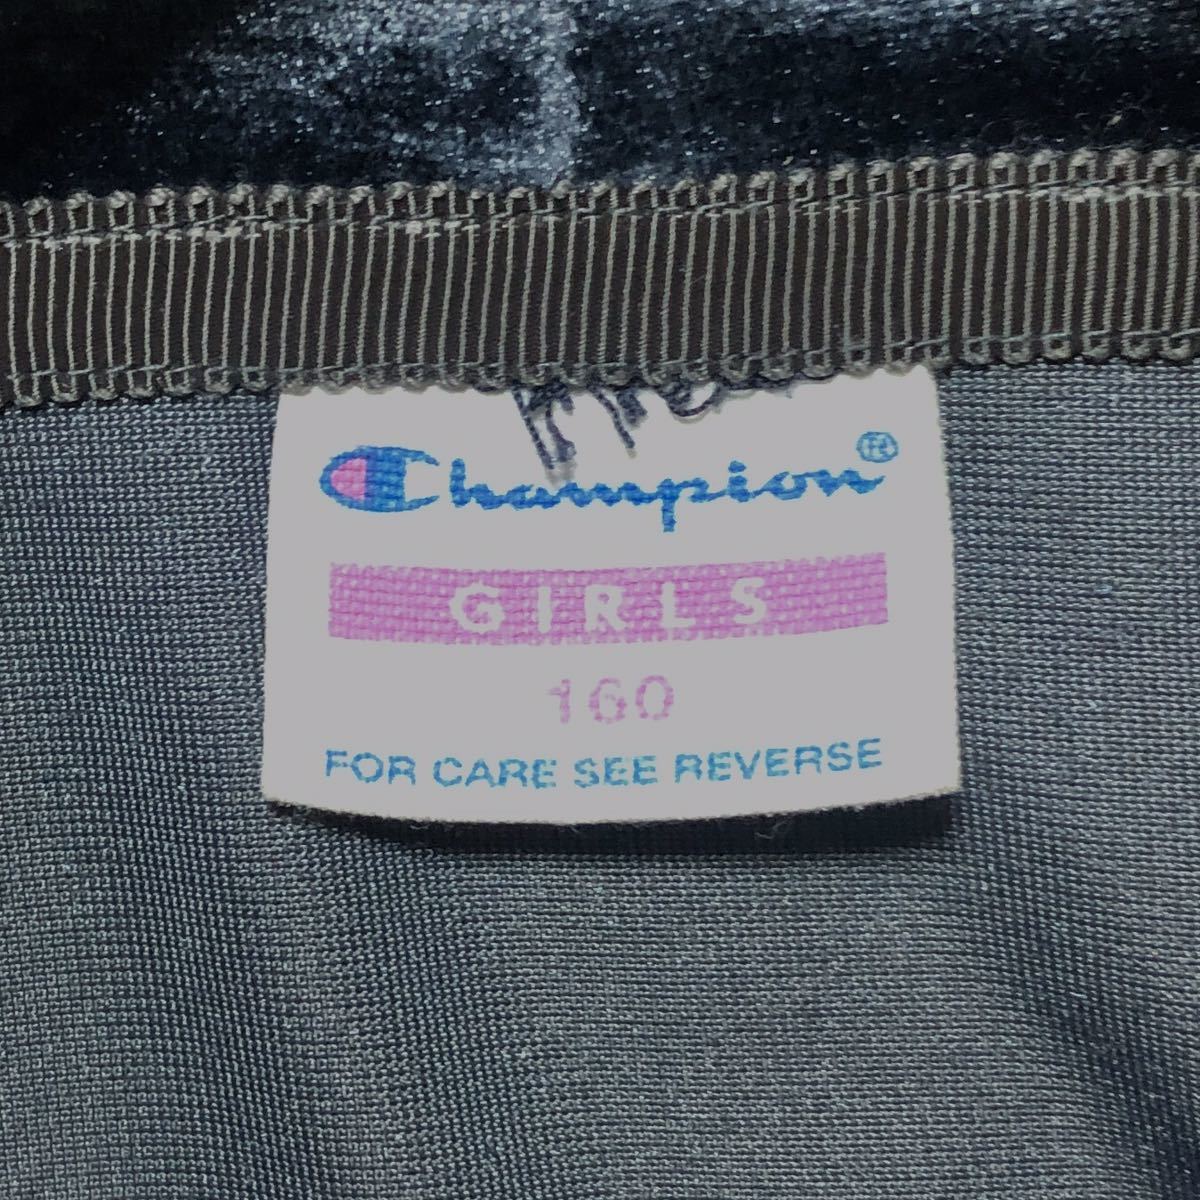 Champion®
GIRLS
160
FOR CARE SEE REVERSE